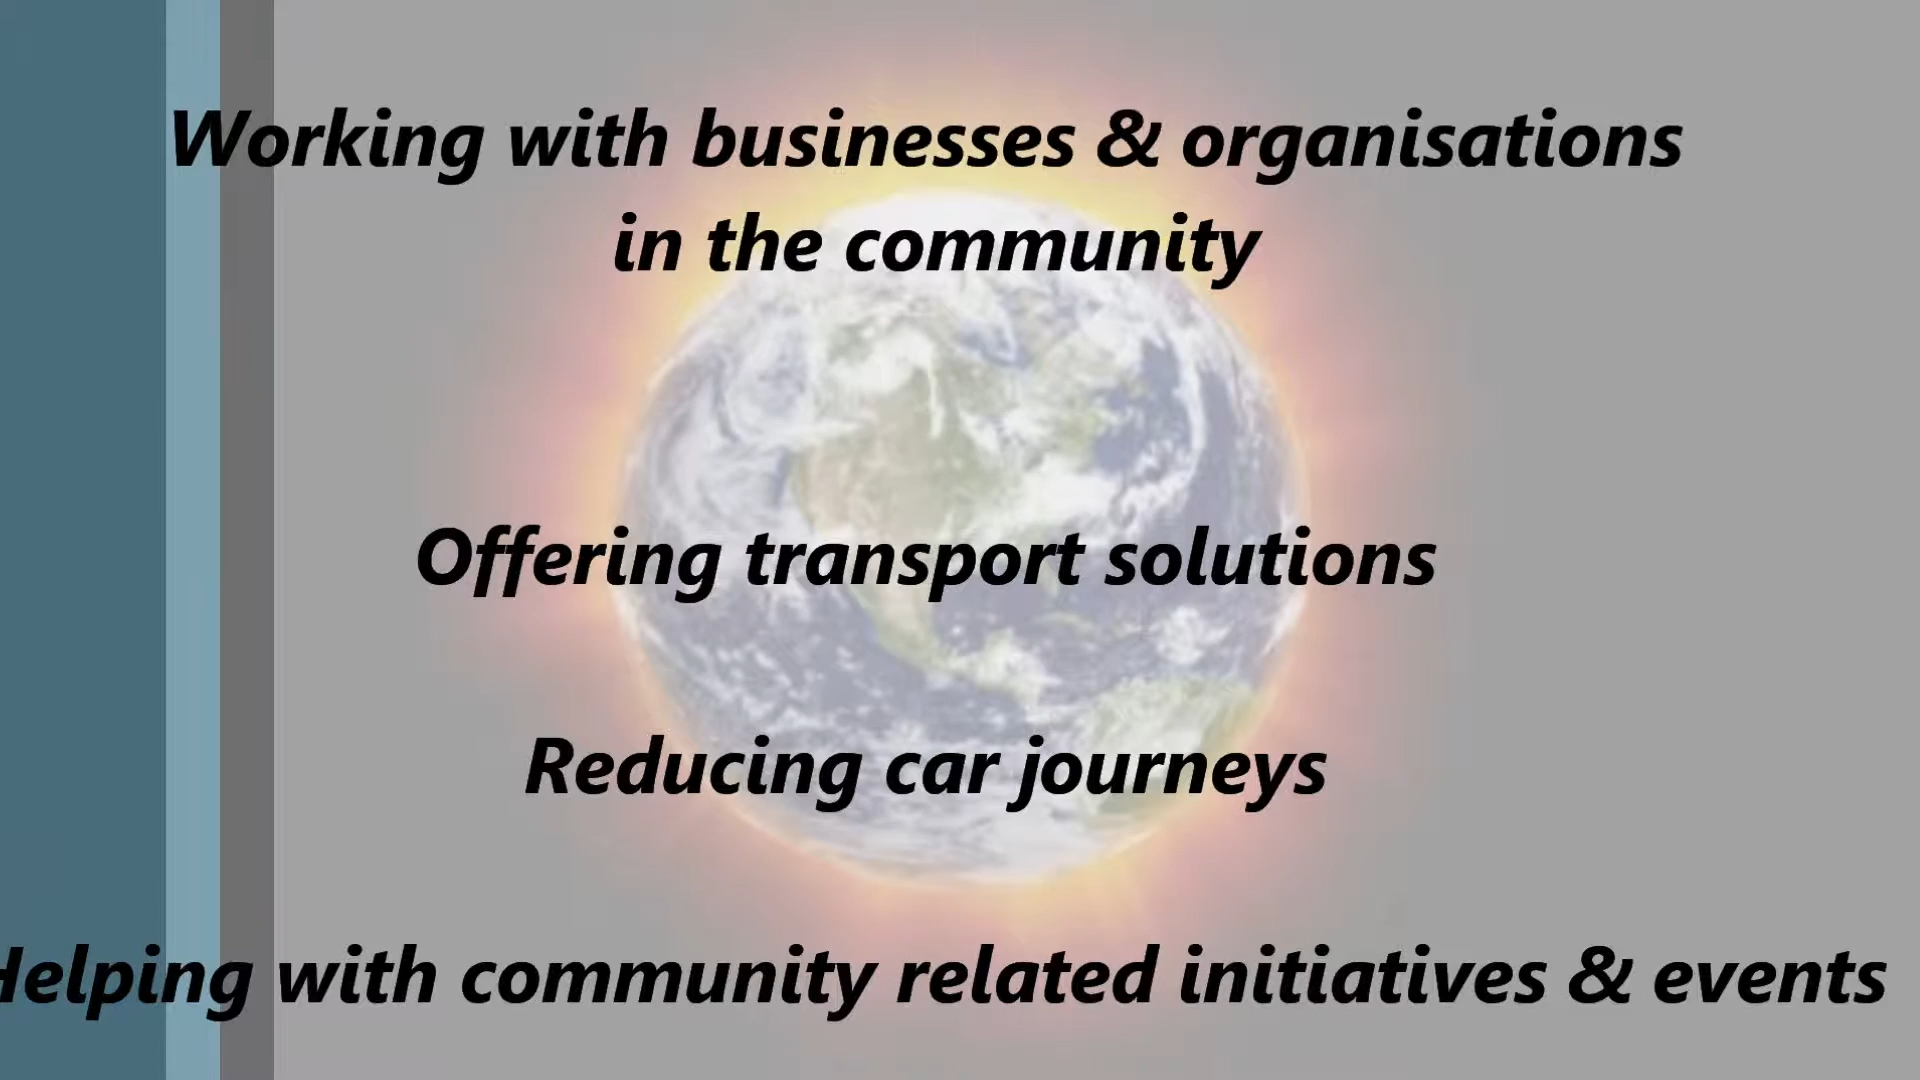 Working with businesses & organisations
in the community
Offering transport solutions
Reducing car journeys
Helping with community related initiatives & events